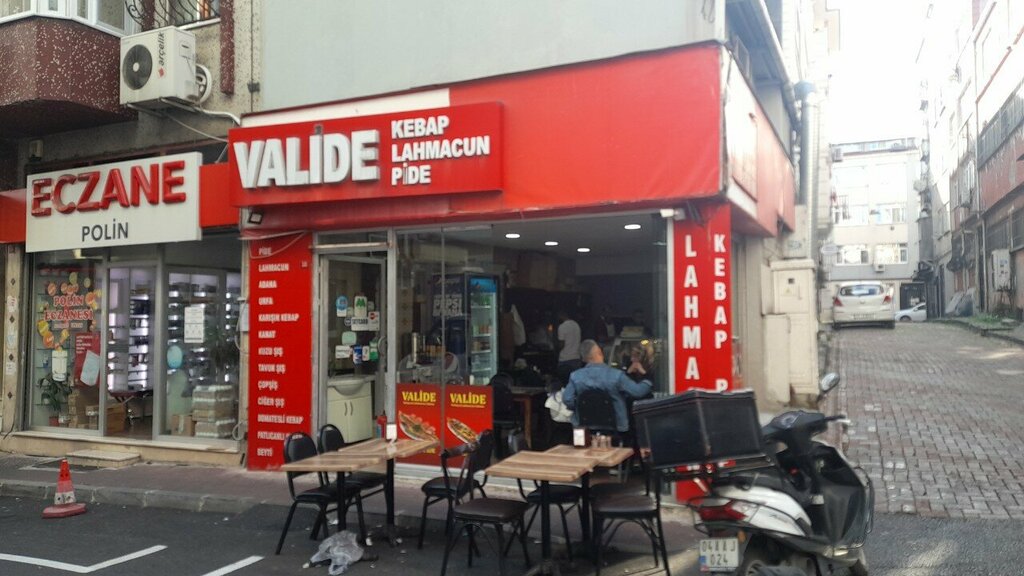 arçelik
ECZANE
POLİN
POLİN
ECZANESİ
VALİDE
KEBAP
LAHMACUN
PİDE
PİDE
LAHMACUN
ADANA
URFA
KARIŞIK KEBAP
KANAT
KUZU ŞİŞ
TAVUK ŞİŞ
ÇÖPŞİŞ
CİĞER ŞİŞ
DOMATESLİ KEBAP
PATLICANLI
BEYTİ
PEPSI
VALİDE
VALİDE
LAHMA
KEBAP